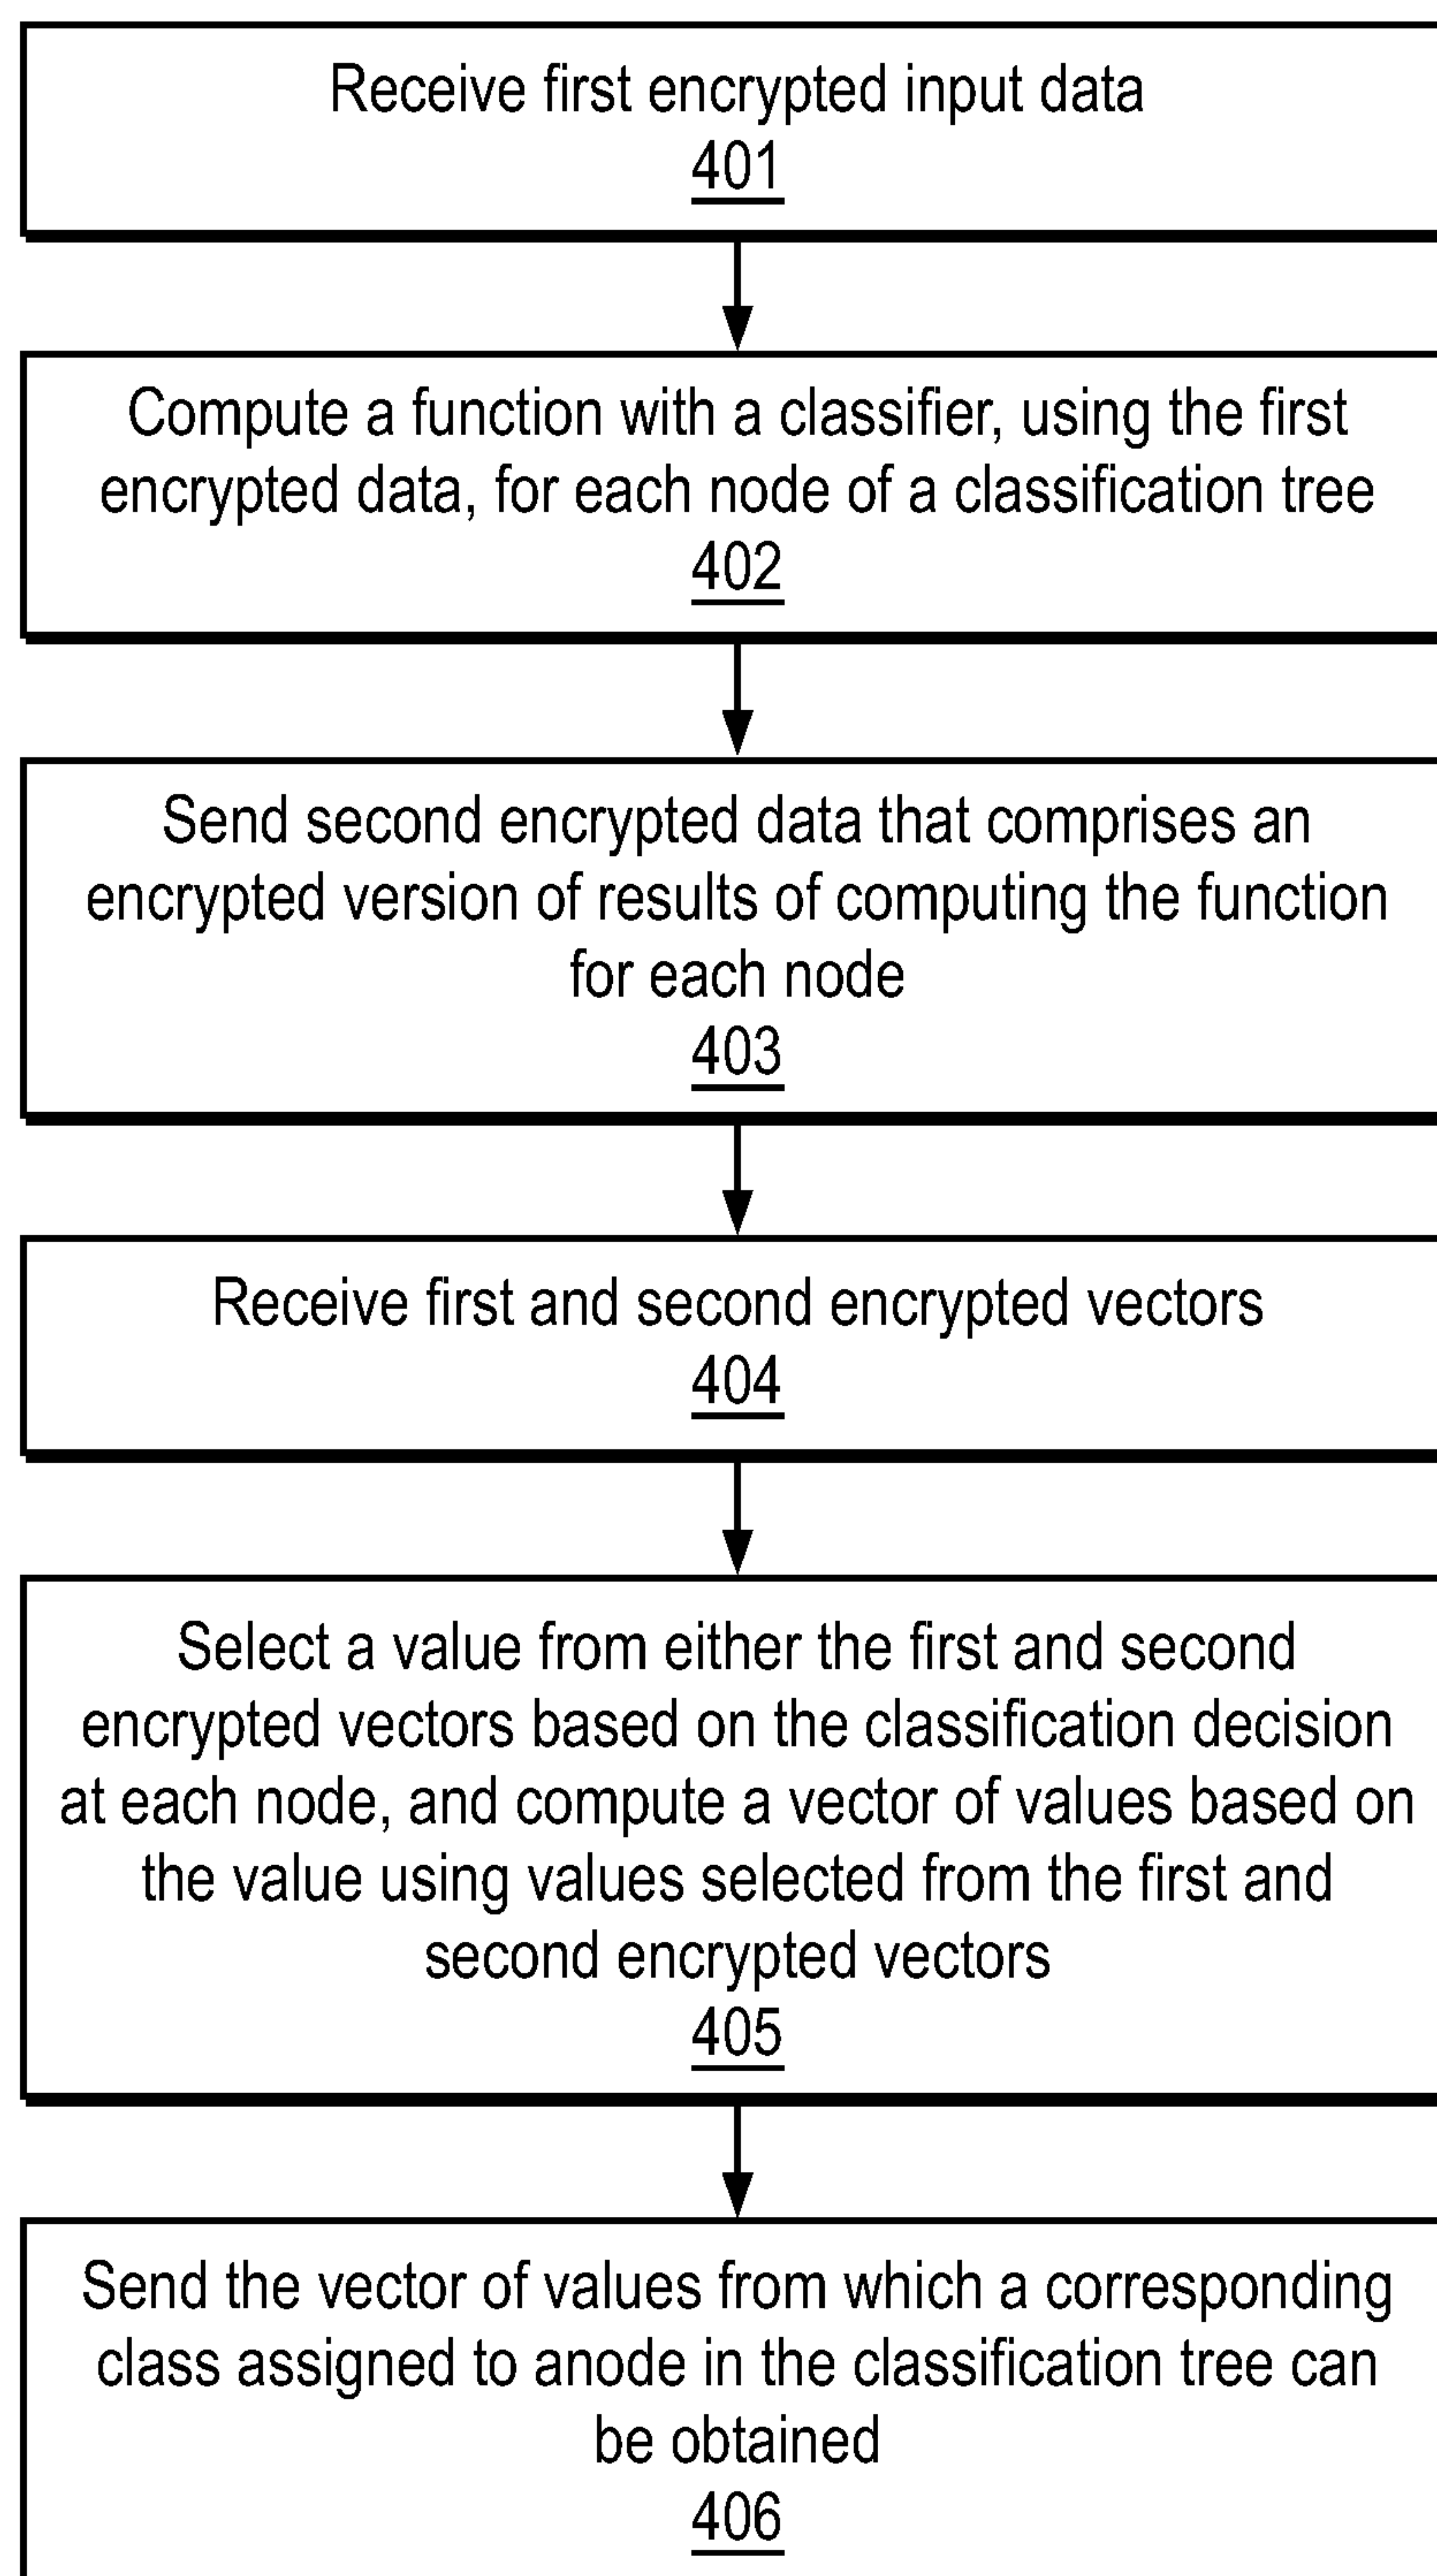 Receive first encrypted input data
401
Compute a function with a classifier, using the first
encrypted data, for each node of a classification tree
402
Send second encrypted data that comprises an
encrypted version of results of computing the function
for each node
403
Receive first and second encrypted vectors
404
Select a value from either the first and second
encrypted vectors based on the classification decision
at each node, and compute a vector of values based on
the value using values selected from the first and
second encrypted vectors
405
Send the vector of values from which a corresponding
class assigned to anode in the classification tree can
be obtained
406